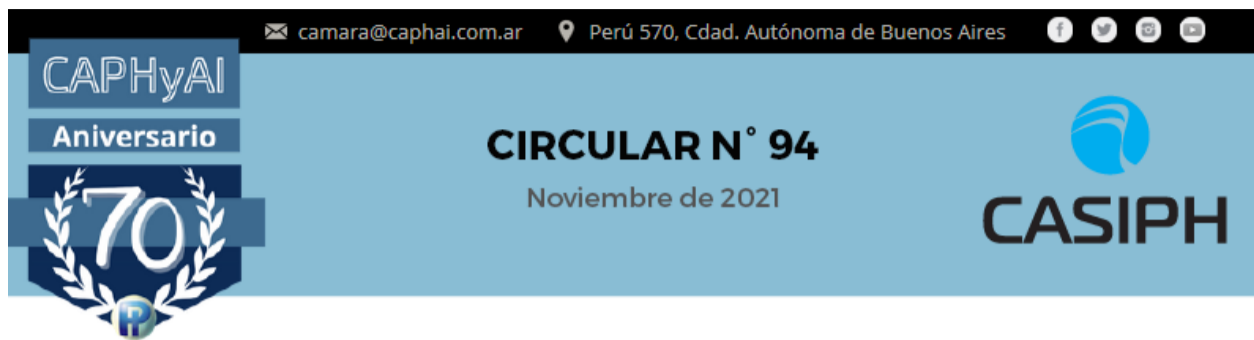 camara@caphai.com.ar Perú 570, Cdad. Autónoma de Buenos Aires
CAPHyAI
Aniversario
70
CIRCULAR N° 94
Noviembre de 2021
CASIPH